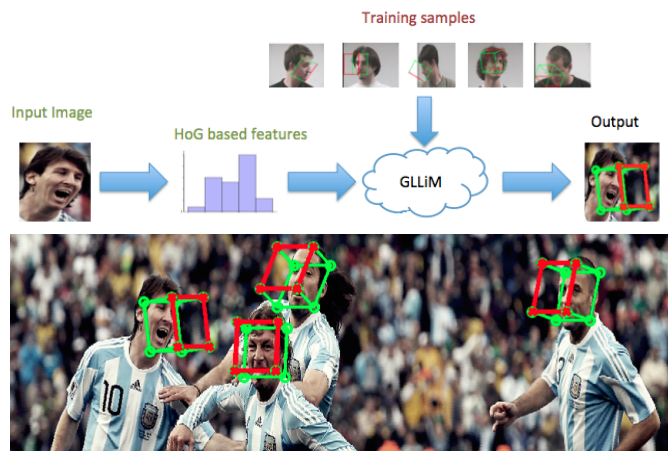 Training samples
Input Image
HoG based features
Output
GLLiM
10